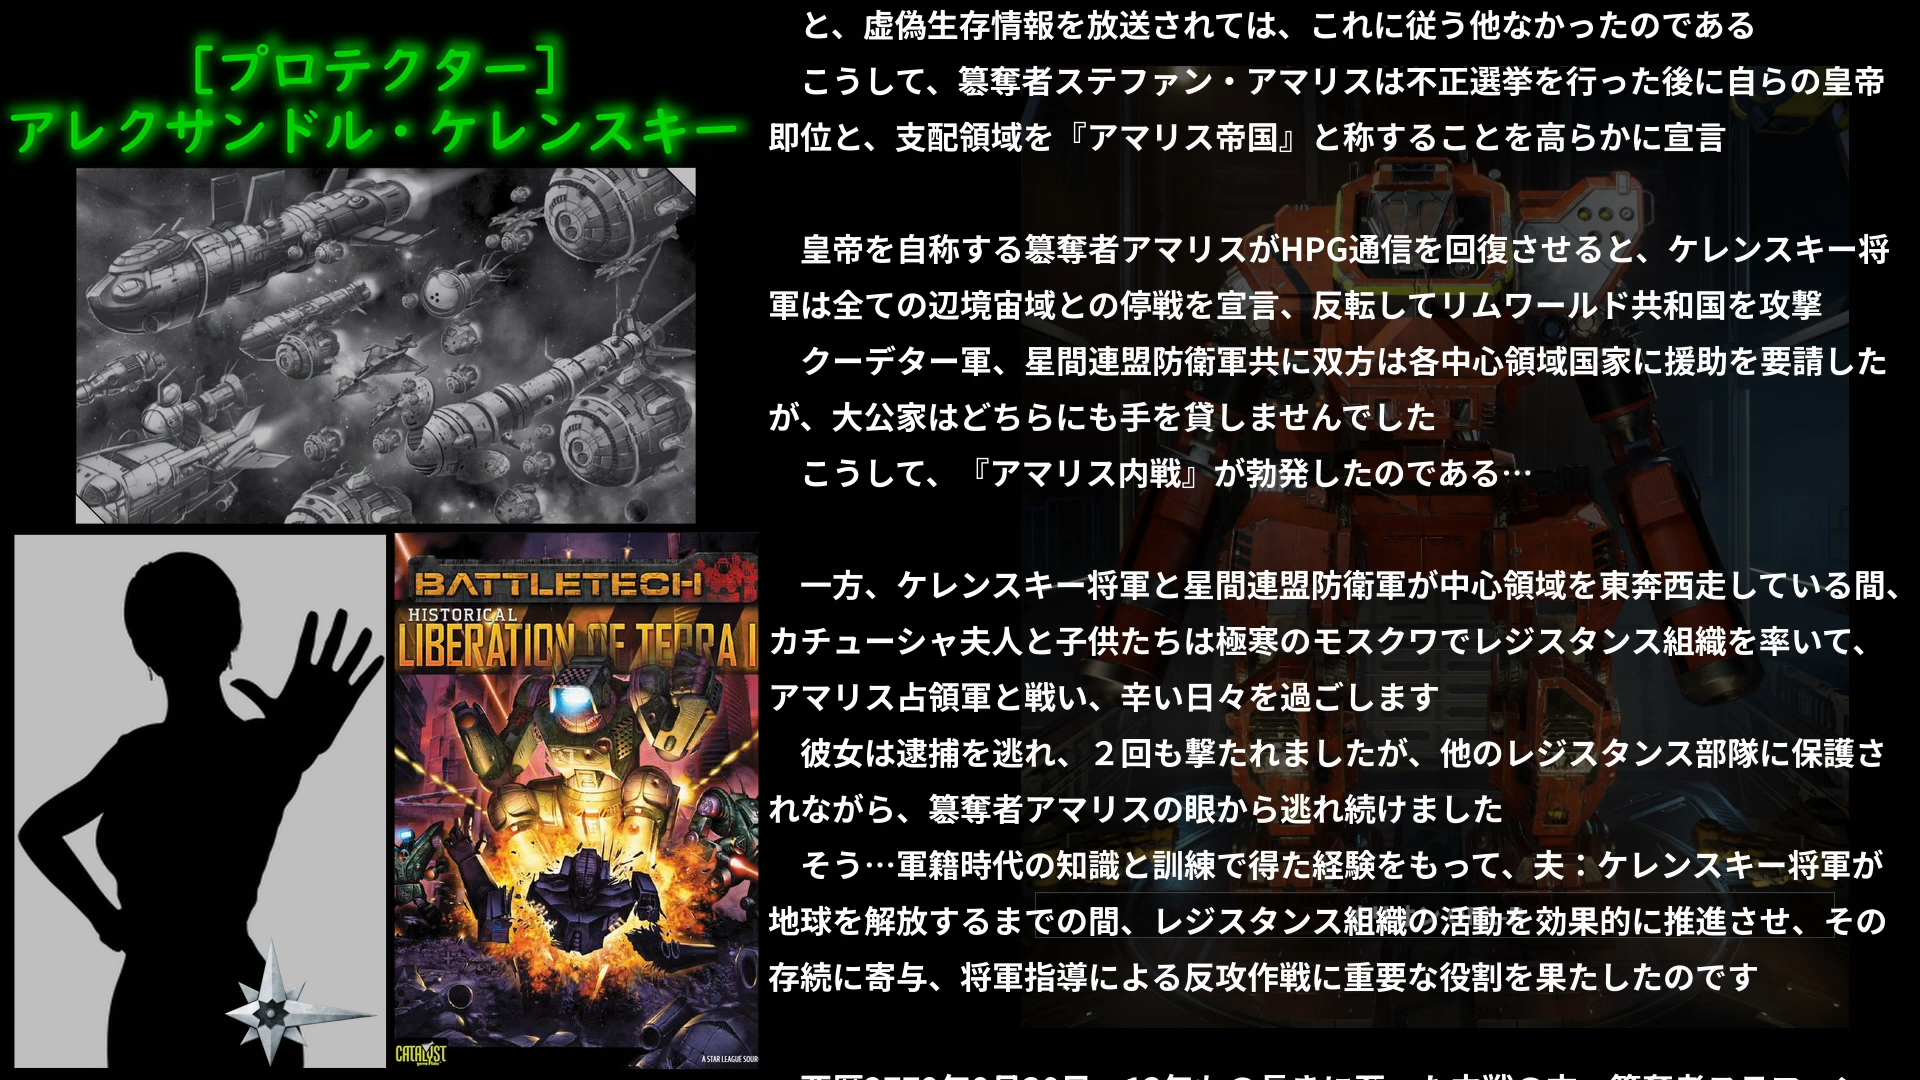 [プロテクター]
アレクサンドル・ケレンスキー
BATTLETECH
HISTORICAL
LIBERATION OF TERRA I
CATALYST
game labs
A STAR LEAGUE SOUR
と、虚偽生存情報を放送されては、これに従う他なかったのである
こうして、簒奪者ステファン・アマリスは不正選挙を行った後に自らの皇帝
即位と、支配領域を『アマリス帝国』と称することを高らかに宣言
皇帝を自称する簒奪者アマリスがHPG通信を回復させると、ケレンスキー将
軍は全ての辺境宙域との停戦を宣言、反転してリムワールド共和国を攻撃
クーデター軍、星間連盟防衛軍共に双方は各中心領域国家に援助を要請した
が、大公家はどちらにも手を貸しませんでした
こうして、『アマリス内戦』が勃発したのである…
一方、ケレンスキー将軍と星間連盟防衛軍が中心領域を東奔西走している間、
カチューシャ夫人と子供たちは極寒のモスクワでレジスタンス組織を率いて、
アマリス占領軍と戦い、辛い日々を過ごします
彼女は逮捕を逃れ、２回も撃たれましたが、他のレジスタンス部隊に保護さ
れながら、簒奪者アマリスの眼から逃れ続けました
そう…軍籍時代の知識と訓練で得た経験をもって、夫：ケレンスキー将軍が
地球を解放するまでの間、レジスタンス組織の活動を効果的に推進させ、その
存続に寄与、将軍指導による反攻作戦に重要な役割を果たしたのです